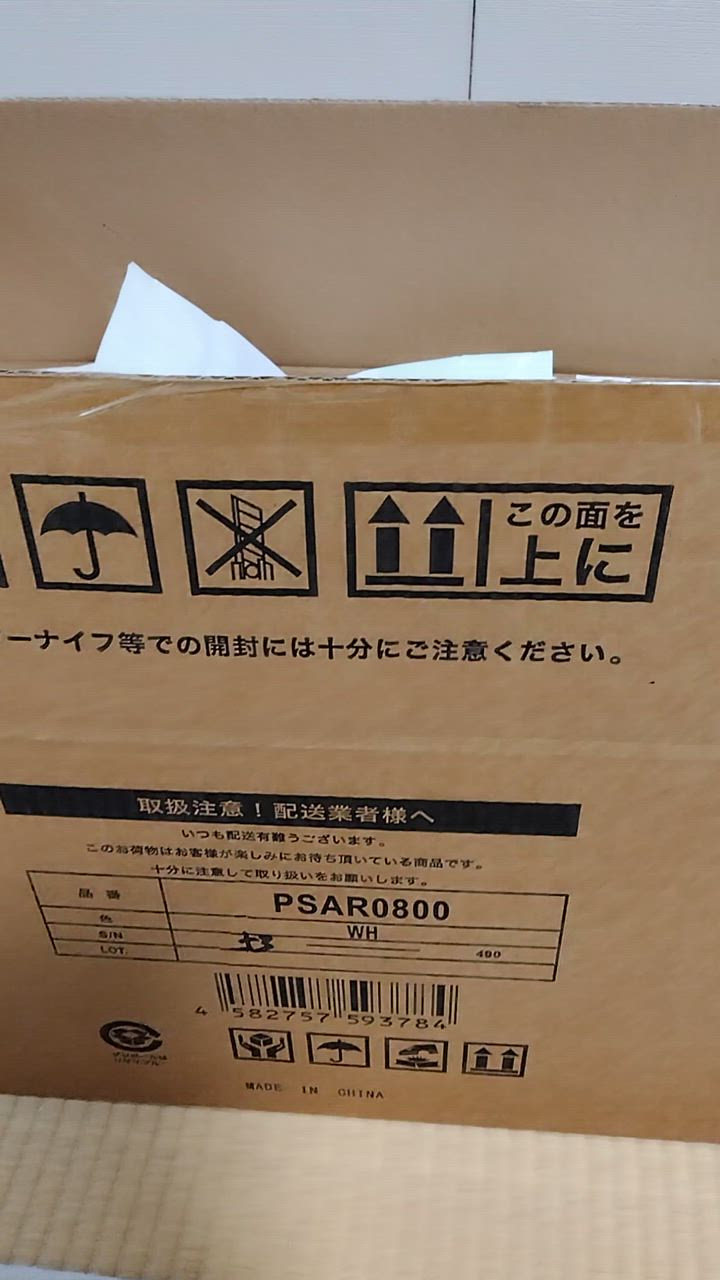 この面を
上に
ーナイフ等での開封には十分にご注意ください。
取扱注意！配送業者様へ
いつも配送有難うございます。
このお荷物はお客様が楽しみにお待ち頂いている商品です。
十分に注意して取り扱いをお願いします。
品番 PSAR0800
色 WH
S/N
LOT. 490
4 582757 593784
MADE IN CHINA